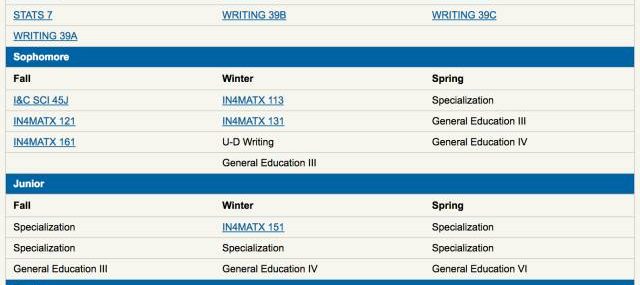 STATS 7 WRITING 39B WRITING 39C
WRITING 39A
Sophomore
Fall Winter Spring
I&C SCI 45J IN4MATX 113 Specialization
IN4MATX 121 IN4MATX 131 General Education III
IN4MATX 161 U-D Writing General Education IV
General Education III
Junior
Fall Winter Spring
Specialization IN4MATX 151 Specialization
Specialization Specialization Specialization
General Education III General Education IV General Education VI